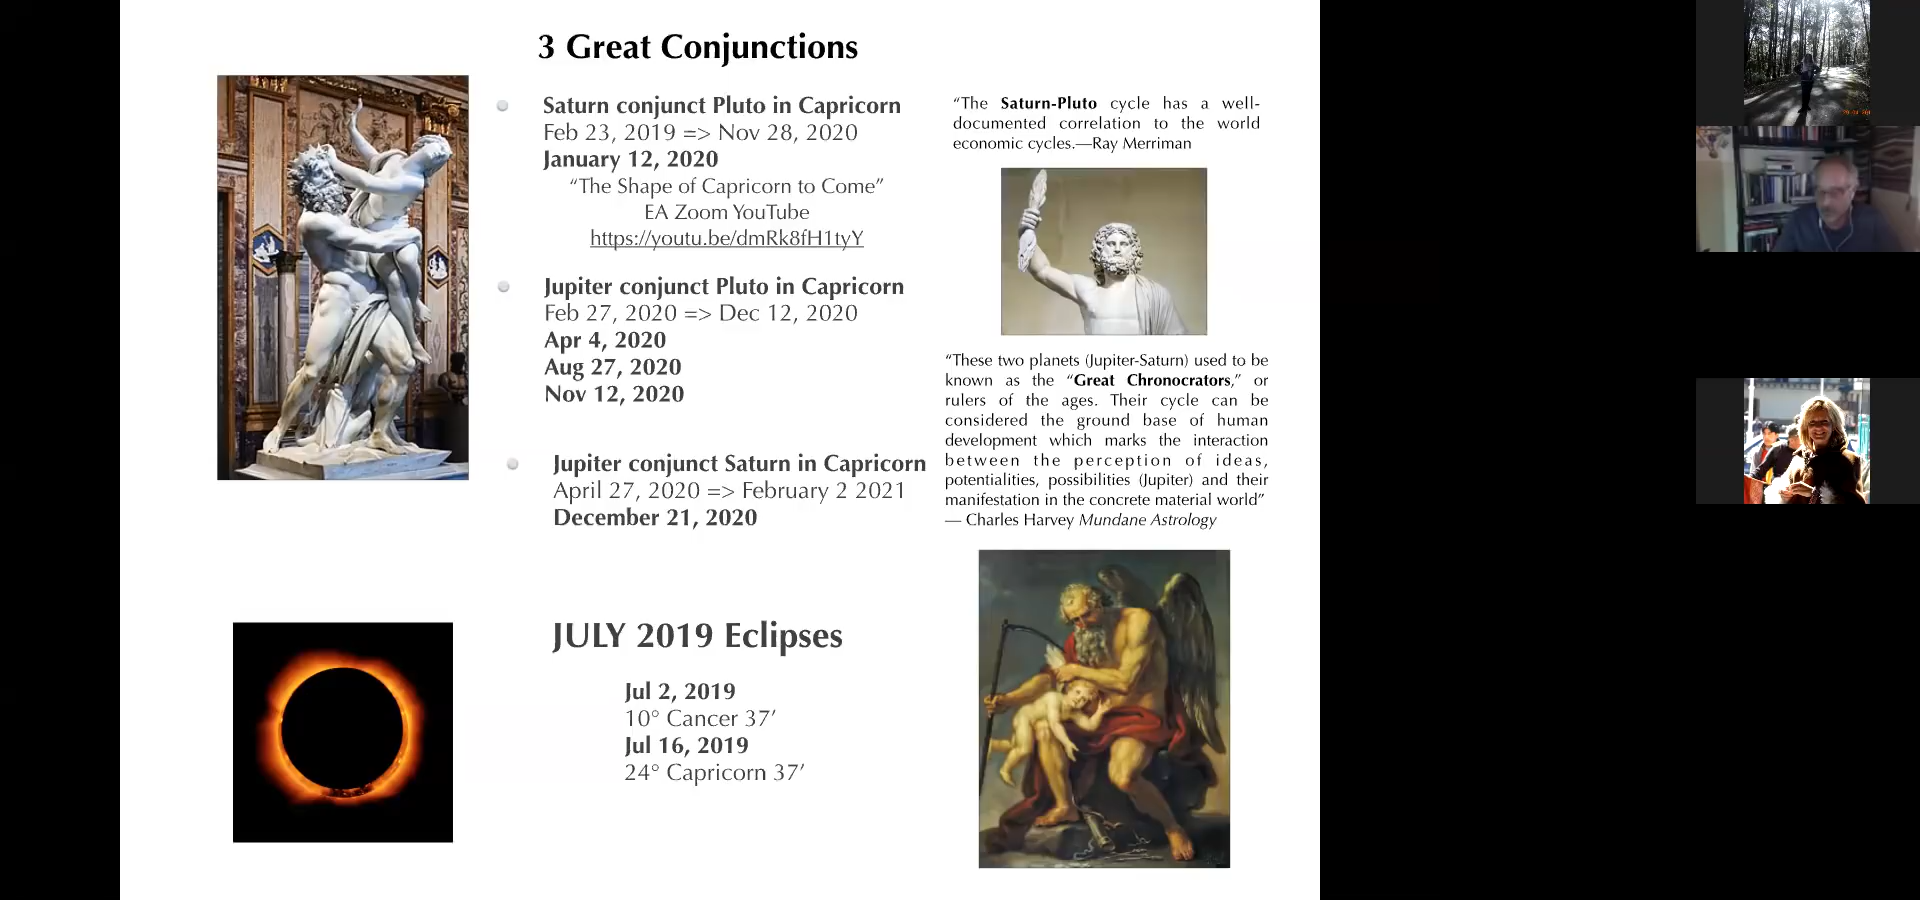 3 Great Conjunctions
Saturn conjunct Pluto in Capricorn
Feb 23, 2019 => Nov 28, 2020
January 12, 2020
“The Shape of Capricorn to Come”
EA Zoom YouTube
https://youtu.be/dmRk8fH1tyY
Jupiter conjunct Pluto in Capricorn
Feb 27, 2020 => Dec 12, 2020
Apr 4, 2020
Aug 27, 2020
Nov 12, 2020
Jupiter conjunct Saturn in Capricorn
April 27, 2020 => February 2 2021
December 21, 2020
JULY 2019 Eclipses
Jul 2, 2019
10° Cancer 37’
Jul 16, 2019
24° Capricorn 37’
“The Saturn-Pluto cycle has a well-
documented correlation to the world
economic cycles.—Ray Merriman
“These two planets (Jupiter-Saturn) used to be
known as the “Great Chronocrators,” or
rulers of the ages. Their cycle can be
considered the ground base of human
development which marks the interaction
between the perception of ideas,
potentialities, possibilities (Jupiter) and their
manifestation in the concrete material world”
— Charles Harvey Mundane Astrology